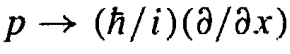 p → (ℏ/i)(∂/∂x)